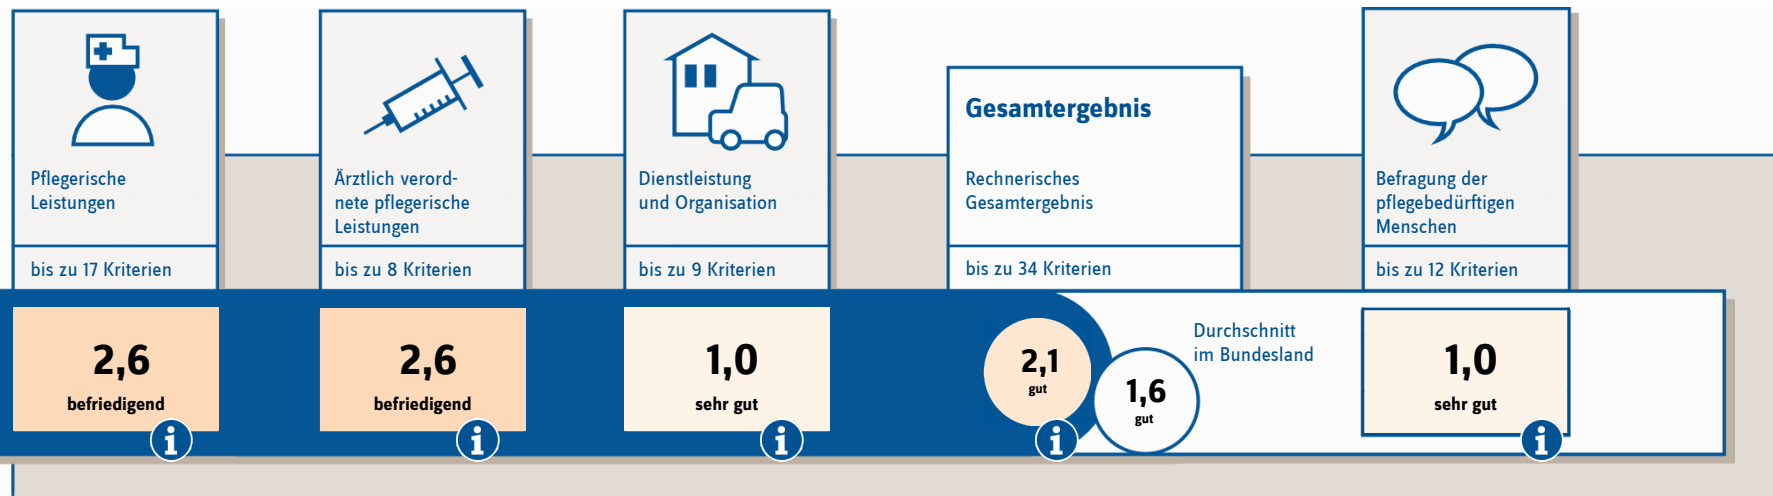 Pflegerische
Leistungen
bis zu 17 Kriterien
2,6
befriedigend
i
Ärztlich verord-
nete pflegerische
Leistungen
bis zu 8 Kriterien
2,6
befriedigend
i
Dienstleistung
und Organisation
bis zu 9 Kriterien
1,0
sehr gut
i
Gesamtergebnis
Rechnerisches
Gesamtergebnis
bis zu 34 Kriterien
2,1
gut
i
1,6
gut
Durchschnitt
im Bundesland
Befragung der
pflegebedürftigen
Menschen
bis zu 12 Kriterien
1,0
sehr gut
i